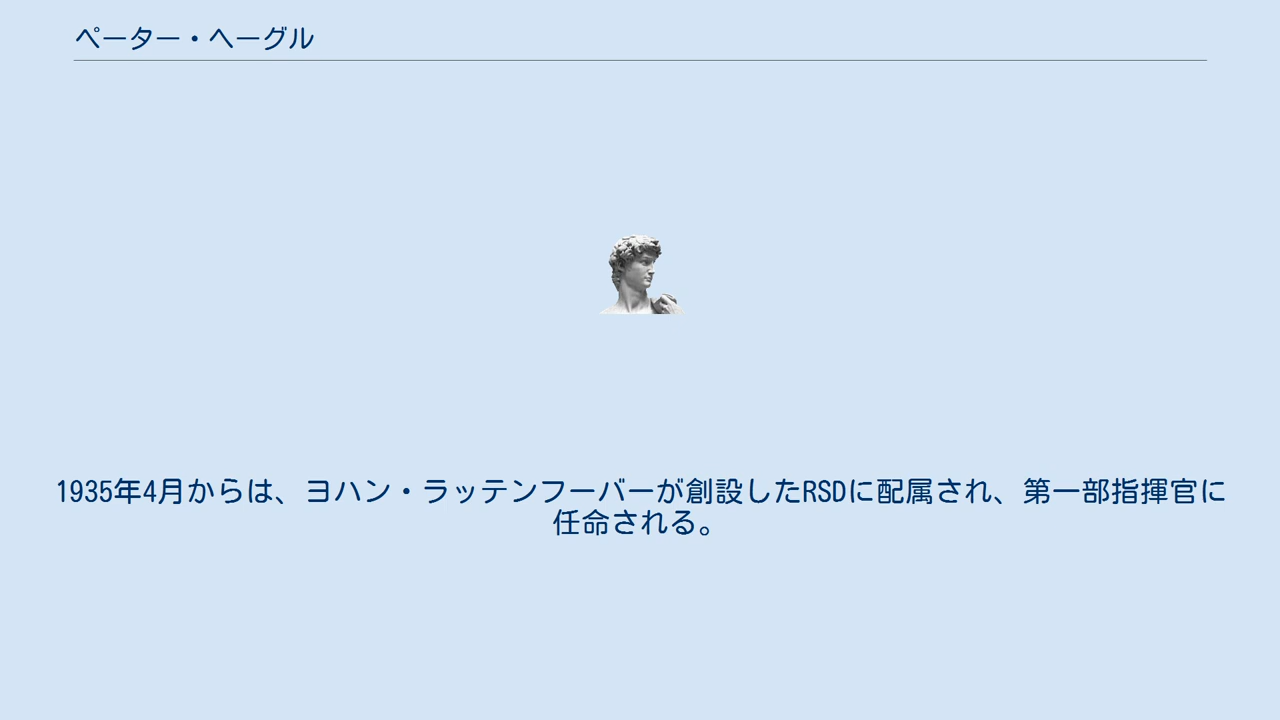 ペーター・ヘーグル
1935年4月からは、ヨハン・ラッテンフーバーが創設したRSDに配属され、第一部指揮官に
任命される。